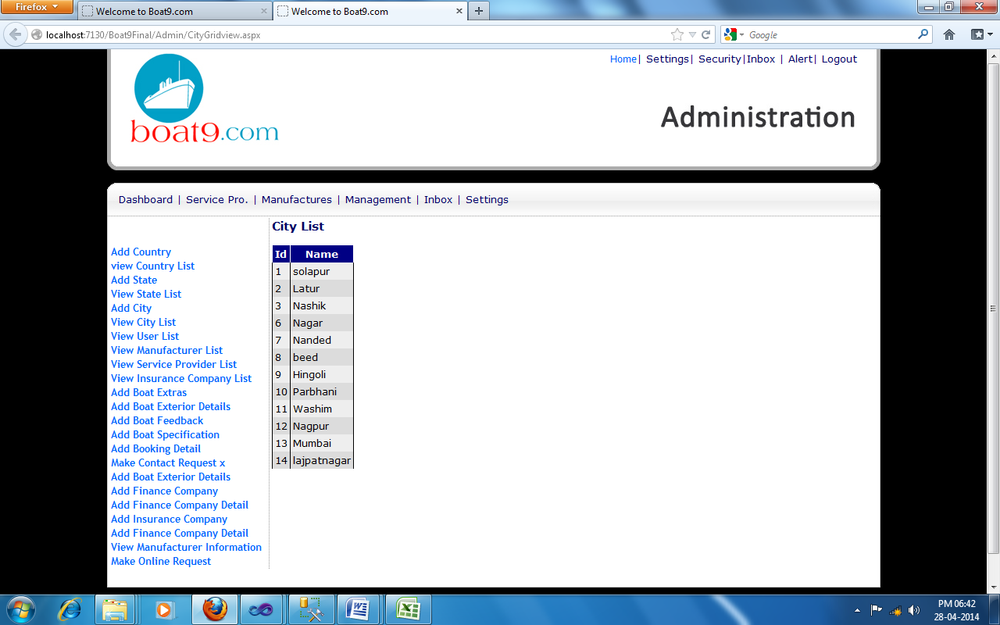 Firefox
Welcome to Boat9.com
Welcome to Boat9.com
localhost:7130/Boat9Final/Admin/CityGridview.aspx
Google
Home| Settings| Security|Inbox | Alert| Logout
boat9.com
Administration
Dashboard | Service Pro. | Manufactures | Management | Inbox | Settings
Add Country
view Country List
Add State
View State List
Add City
View City List
View User List
View Manufacturer List
View Service Provider List
View Insurance Company List
Add Boat Extras
Add Boat Exterior Details
Add Boat Feedback
Add Boat Specification
Add Booking Detail
Make Contact Request x
Add Boat Exterior Details
Add Finance Company
Add Finance Company Detail
Add Insurance Company
Add Finance Company Detail
View Manufacturer Information
Make Online Request
City List
Id Name
1 solapur
2 Latur
3 Nashik
6 Nagar
7 Nanded
8 beed
9 Hingoli
10 Parbhani
11 Washim
12 Nagpur
13 Mumbai
14 lajpatnagar
PM 06:42
28-04-2014